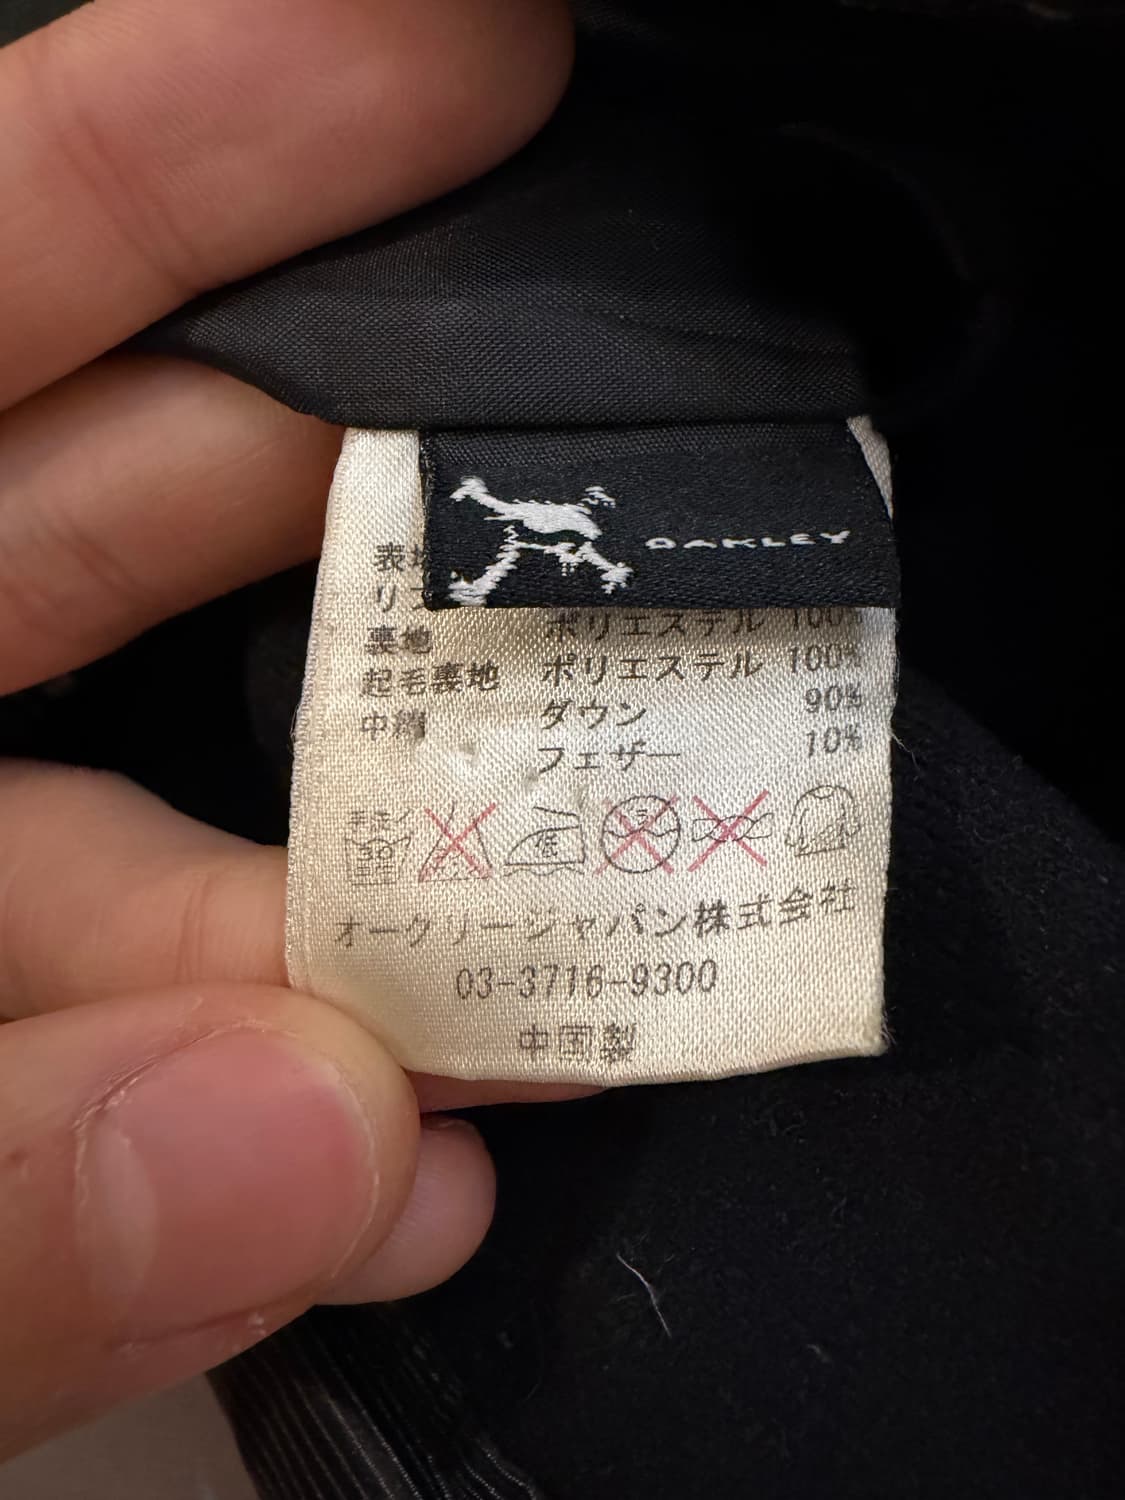 OAKLEY
表
リブ
裏地 ポリエステル 100%
起毛裏地 ポリエステル 100%
中綿 ダウン 90%
フェザー 10%
低
オークリージャパン株式会社
03-3716-9300
中国製